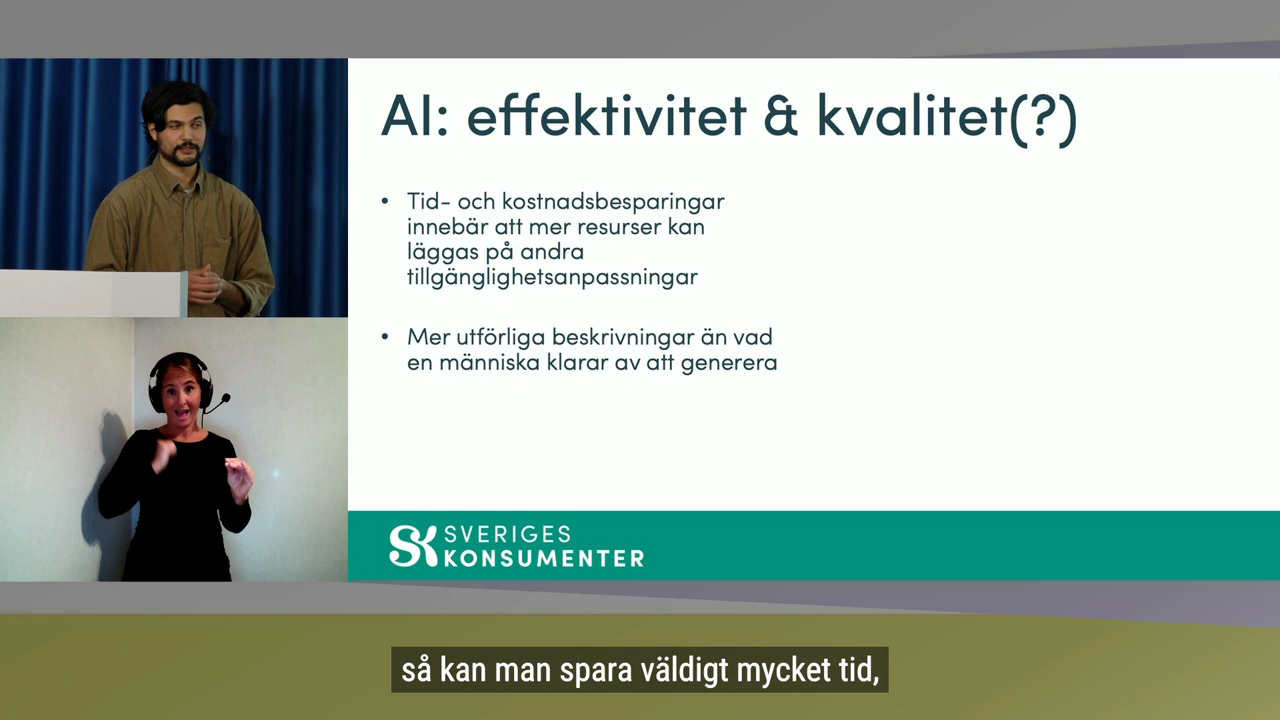 AI: effektivitet & kvalitet(?)
• Tid- och kostnadsbesparingar
innebär att mer resurser kan
läggas på andra
tillgänglighetsanpassningar
• Mer utförliga beskrivningar än vad
en människa klarar av att generera
SK SVERIGES
KONSUMENTER
så kan man spara väldigt mycket tid,